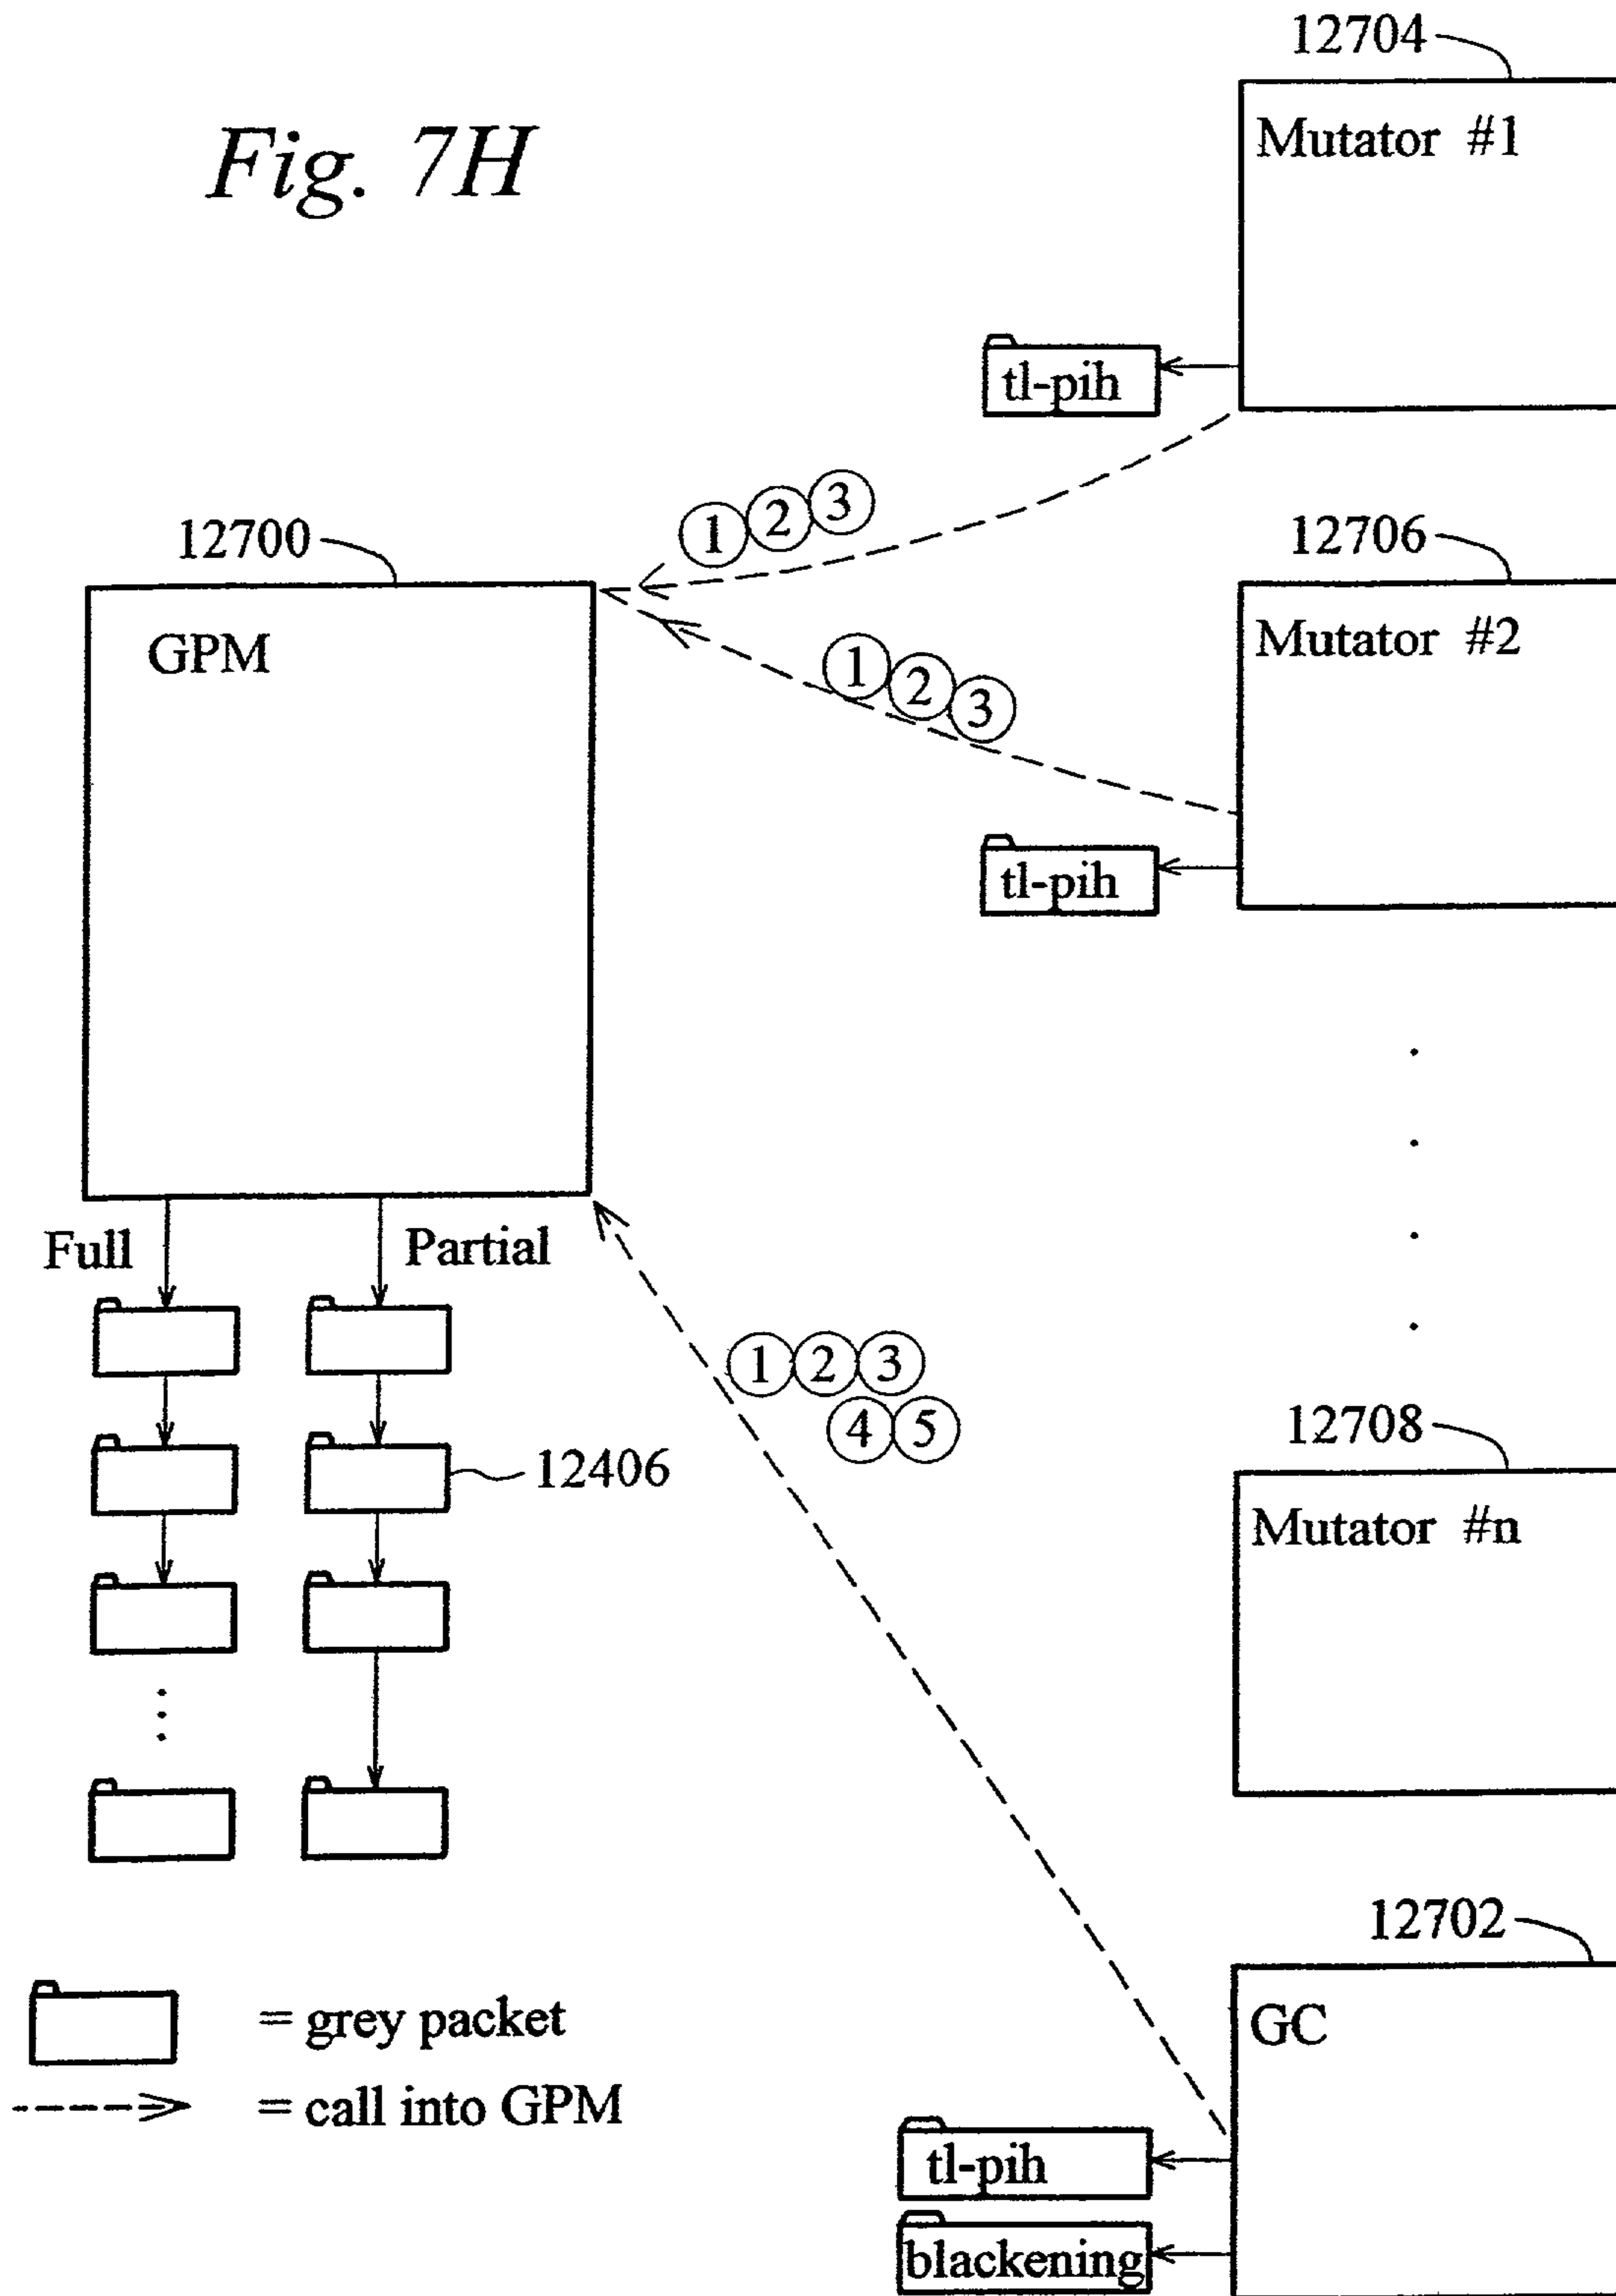 12704
Fig. 7H
Mutator #1
tl-pih
1 2 3
12700
12706
GPM
Mutator #2
1 2 3
tl-pih
Full
Partial
1 2 3
4 5
12406
12708
Mutator #n
12702
= grey packet
GC
= call into GPM
tl-pih
blackening